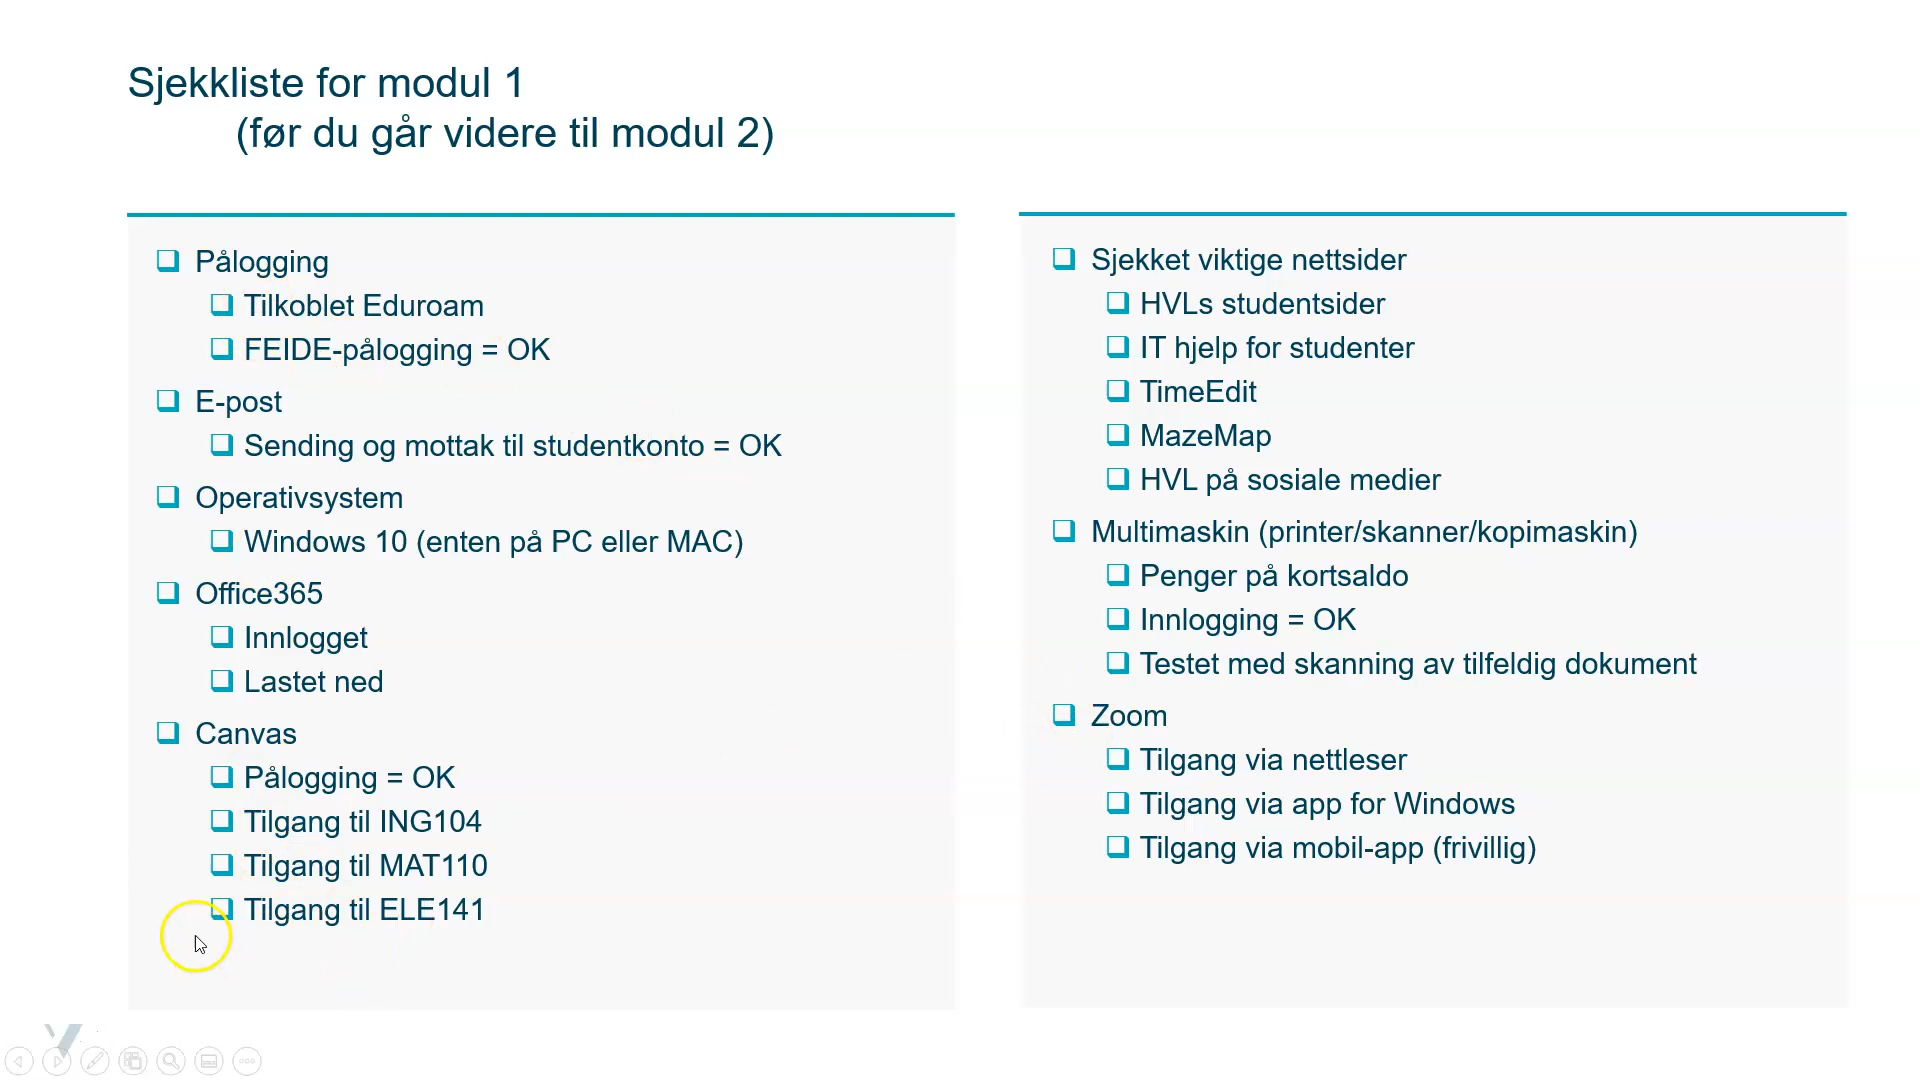 Sjekkliste for modul 1
(før du går videre til modul 2)
Pålogging
Tilkoblet Eduroam
FEIDE-pålogging = OK
E-post
Sending og mottak til studentkonto = OK
Operativsystem
Windows 10 (enten på PC eller MAC)
Office365
Innlogget
Lastet ned
Canvas
Pålogging = OK
Tilgang til ING104
Tilgang til MAT110
Tilgang til ELE141
Sjekket viktige nettsider
HVLs studentsider
IT hjelp for studenter
TimeEdit
MazeMap
HVL på sosiale medier
Multimaskin (printer/skanner/kopimaskin)
Penger på kortsaldo
Innlogging = OK
Testet med skanning av tilfeldig dokument
Zoom
Tilgang via nettleser
Tilgang via app for Windows
Tilgang via mobil-app (frivillig)